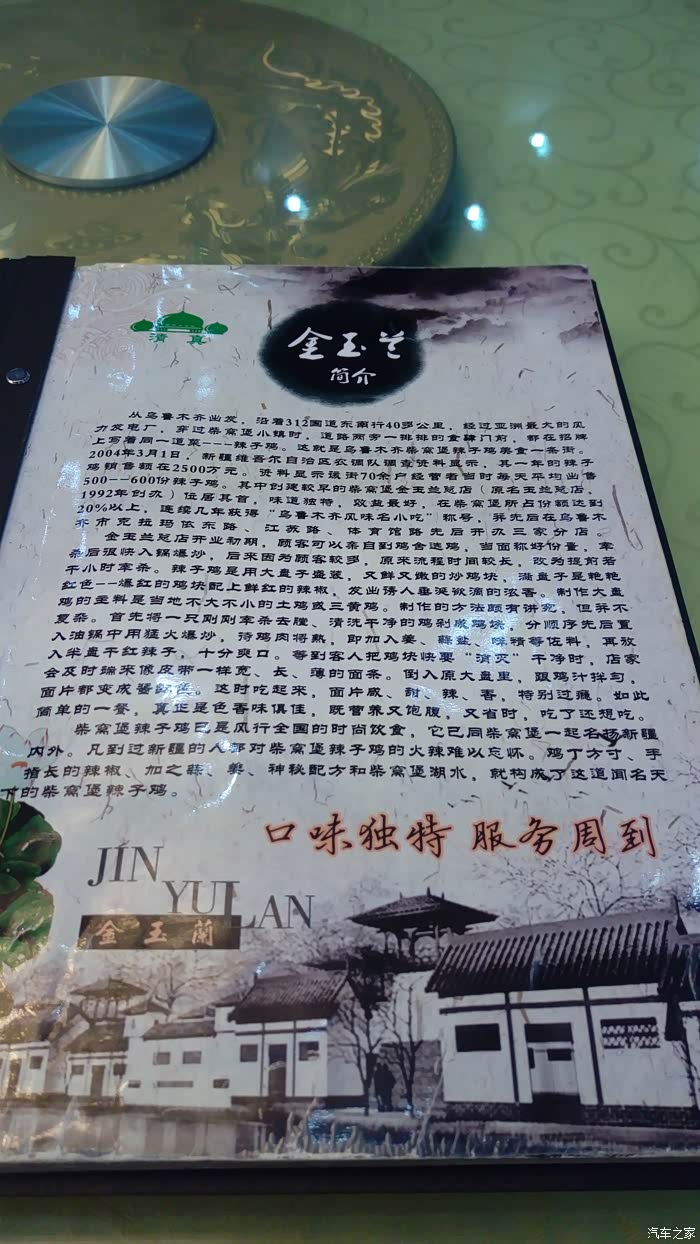 清真
金玉兰
简介
从乌鲁木齐出发，沿着312国道东南行40多公里，经过亚洲最大的风
力发电厂，穿过柴窝堡小镇时，道路两旁一排排的食肆门前，都在招牌
上写着同一道菜---辣子鸡。这就是乌鲁木齐柴窝堡辣子鸡美食一条街。
2004年3月1日，新疆维吾尔自治区农调队调查资料显示，其一年的辣子
鸡销售额在2500万元。资料显示该街70余户经营者当时每天平均出售
500--600份辣子鸡。其中创建较早的柴窝堡金玉兰总店（原名玉兰总店，
1992年创办）位居其首，味道独特，效益最好，在柴窝堡所占份额达到
20%以上，连续几年获得“乌鲁木齐风味名小吃”称号，并先后在乌鲁木
齐市克拉玛依东路、江苏路、体育馆路先后开办三家分店。
金玉兰总店开业初期，顾客可以亲自到鸡舍选鸡，当面称好份量，宰
杀后很快入锅爆炒，后来因为顾客较多，原来流程时间较长，改为提前若
干小时宰杀。辣子鸡是用大盘子盛装，又鲜又嫩的炒鸡块，满盘子是艳艳
红色--爆红的鸡块配上鲜红的辣椒，发出诱人垂涎欲滴的浓香。制作大盘
鸡的主料是当地不大不小的土鸡或三黄鸡。制作的方法颇有讲究，但并不
复杂。首先将一只刚刚宰杀去膛、清洗干净的鸡剁成鸡块，分顺序先后置
入油锅中用猛火爆炒，待鸡肉将熟，即加入姜、蒜盐、味精等佐料，再放
入半盘干红辣子，十分爽口。等到客人把鸡块快要“消灭”干净时，店家
会及时端来像皮带一样宽、长、薄的面条。倒入原大盘里，跟鸡汁拌匀，
面片都变成酱红色。这时吃起来，面片咸、甜、辣、香，特别过瘾。如此
简单的一餐，真正是色香味俱佳，既营养又饱腹，又省时，吃了还想吃。
柴窝堡辣子鸡已是风行全国的时尚饮食，它已同柴窝堡一起名扬新疆
内外。凡到过新疆的人都对柴窝堡辣子鸡的火辣难以忘怀。鸡丁方寸、手
指长的辣椒、加之蒜、姜、神秘配方和柴窝堡湖水，就构成了这道闻名天
下的柴窝堡辣子鸡。
口味独特 服务周到
JIN
YULAN
金玉蘭
汽车之家